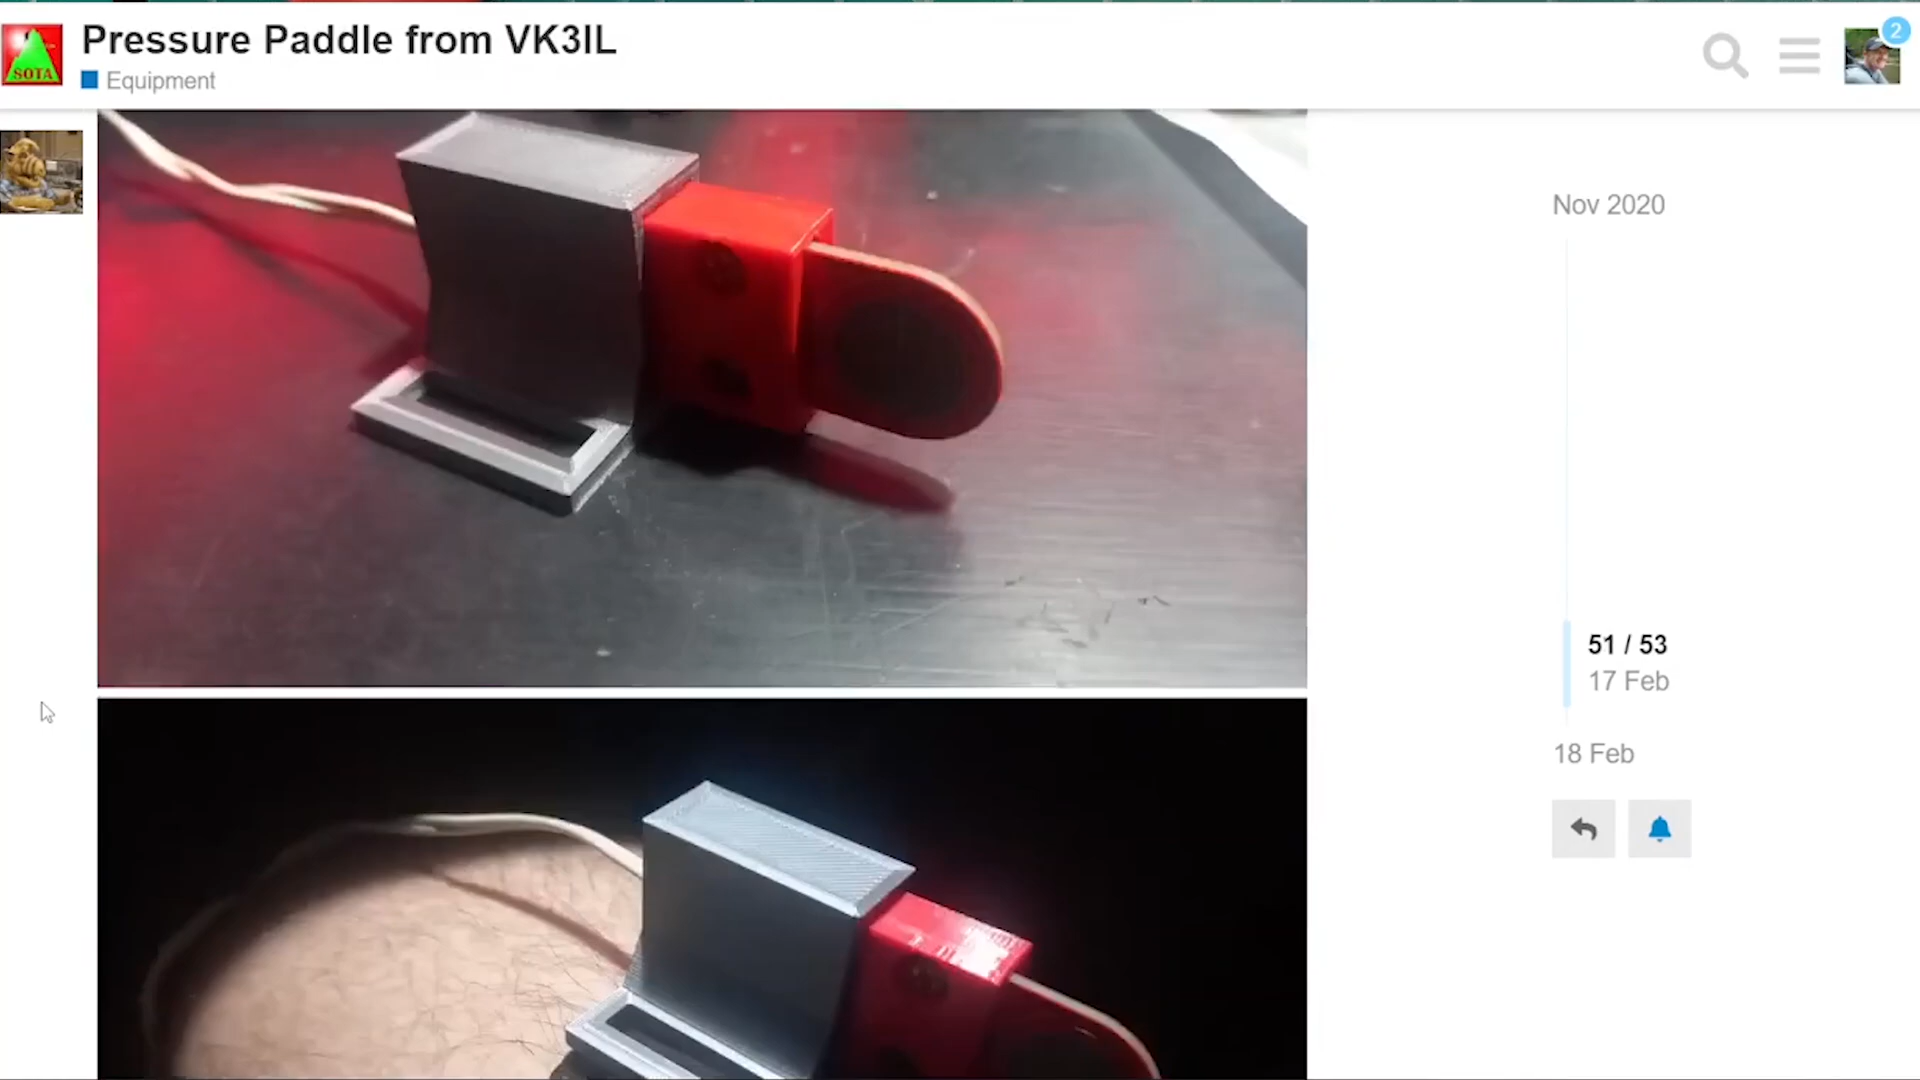 Pressure Paddle from VK3IL
SOTA
Equipment
2
Nov 2020
51 / 53
17 Feb
18 Feb